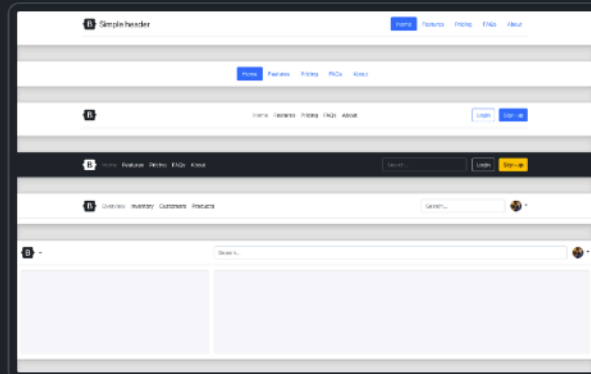 B Simple header Home Features Pricing FAQs About
Home Features Pricing FAQs About
B Home Features Pricing FAQs About Login Sign-up
B Home Features Pricing FAQs About Search... Login Sign-up
B Overview Inventory Customers Products Search...
B Search...